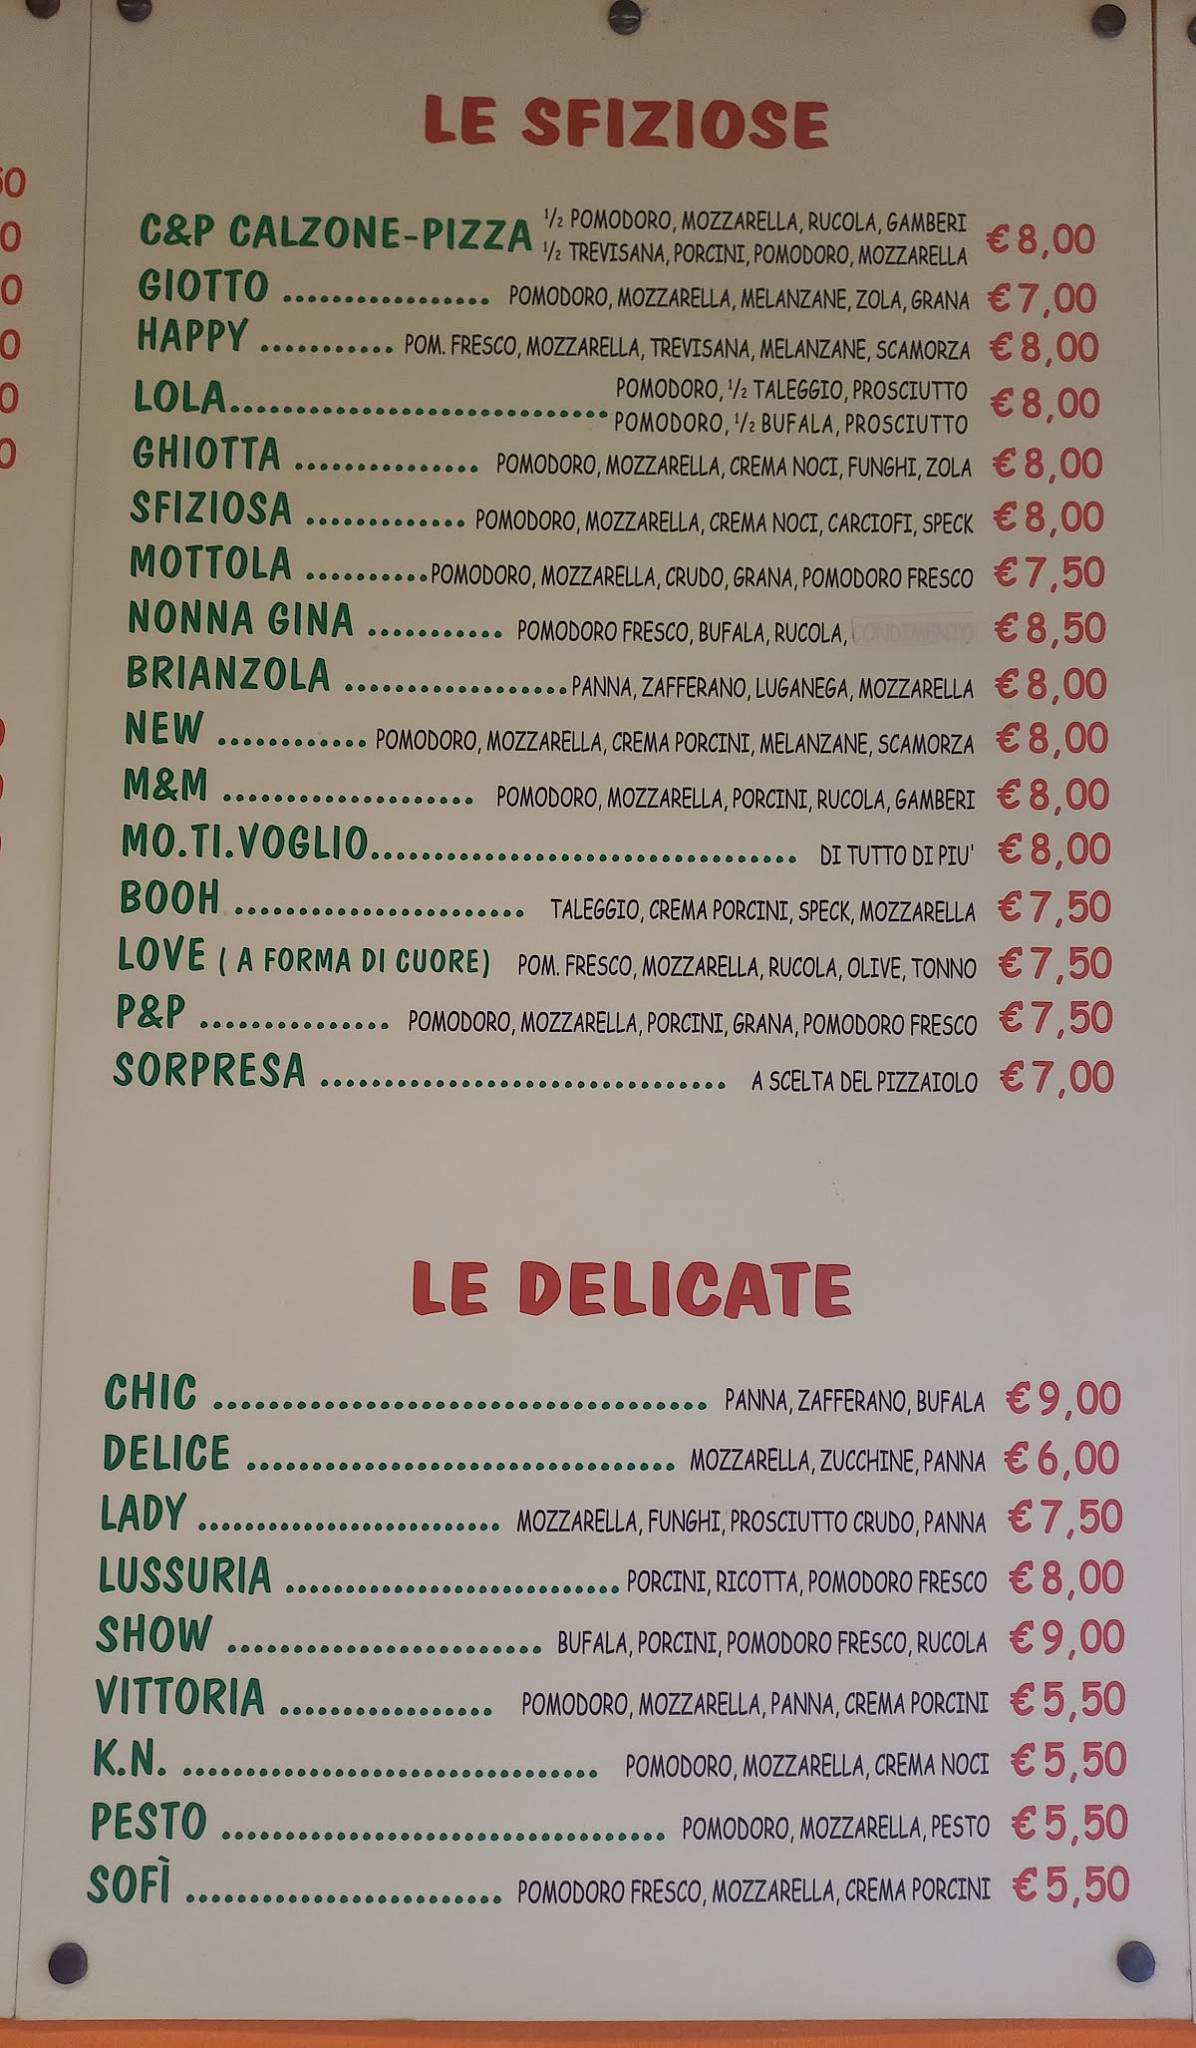 LE SFIZIOSE
C&P CALZONE-PIZZA ½ POMODORO, MOZZARELLA, RUCOLA, GAMBERI
½ TREVISANA, PORCINI, POMODORO, MOZZARELLA € 8,00
GIOTTO ................. POMODORO, MOZZARELLA, MELANZANE, ZOLA, GRANA € 7,00
HAPPY ........... POM. FRESCO, MOZZARELLA, TREVISANA, MELANZANE, SCAMORZA € 8,00
LOLA.............................. POMODORO, ½ TALEGGIO, PROSCIUTTO
POMODORO, ½ BUFALA, PROSCIUTTO € 8,00
GHIOTTA ............... POMODORO, MOZZARELLA, CREMA NOCI, FUNGHI, ZOLA € 8,00
SFIZIOSA ............. POMODORO, MOZZARELLA, CREMA NOCI, CARCIOFI, SPECK € 8,00
MOTTOLA ..........POMODORO, MOZZARELLA, CRUDO, GRANA, POMODORO FRESCO € 7,50
NONNA GINA ........... POMODORO FRESCO, BUFALA, RUCOLA, € 8,50
BRIANZOLA ..................PANNA, ZAFFERANO, LUGANEGA, MOZZARELLA € 8,00
NEW ............ POMODORO, MOZZARELLA, CREMA PORCINI, MELANZANE, SCAMORZA € 8,00
M&M .................... POMODORO, MOZZARELLA, PORCINI, RUCOLA, GAMBERI € 8,00
MO.TI.VOGLIO.................................. DI TUTTO DI PIU' € 8,00
BOOH ....................... TALEGGIO, CREMA PORCINI, SPECK, MOZZARELLA € 7,50
LOVE ( A FORMA DI CUORE) POM. FRESCO, MOZZARELLA, RUCOLA, OLIVE, TONNO € 7,50
P&P ............... POMODORO, MOZZARELLA, PORCINI, GRANA, POMODORO FRESCO € 7,50
SORPRESA ................................. A SCELTA DEL PIZZAIOLO € 7,00
LE DELICATE
CHIC ...................................... PANNA, ZAFFERANO, BUFALA € 9,00
DELICE .................................. MOZZARELLA, ZUCCHINE, PANNA € 6,00
LADY ......................... MOZZARELLA, FUNGHI, PROSCIUTTO CRUDO, PANNA € 7,50
LUSSURIA ...........................PORCINI, RICOTTA, POMODORO FRESCO € 8,00
SHOW ......................... BUFALA, PORCINI, POMODORO FRESCO, RUCOLA € 9,00
VITTORIA ................. POMODORO, MOZZARELLA, PANNA, CREMA PORCINI € 5,50
K.N. ................................. POMODORO, MOZZARELLA, CREMA NOCI € 5,50
PESTO ................................... POMODORO, MOZZARELLA, PESTO € 5,50
SOFÌ ......................... POMODORO FRESCO, MOZZARELLA, CREMA PORCINI € 5,50